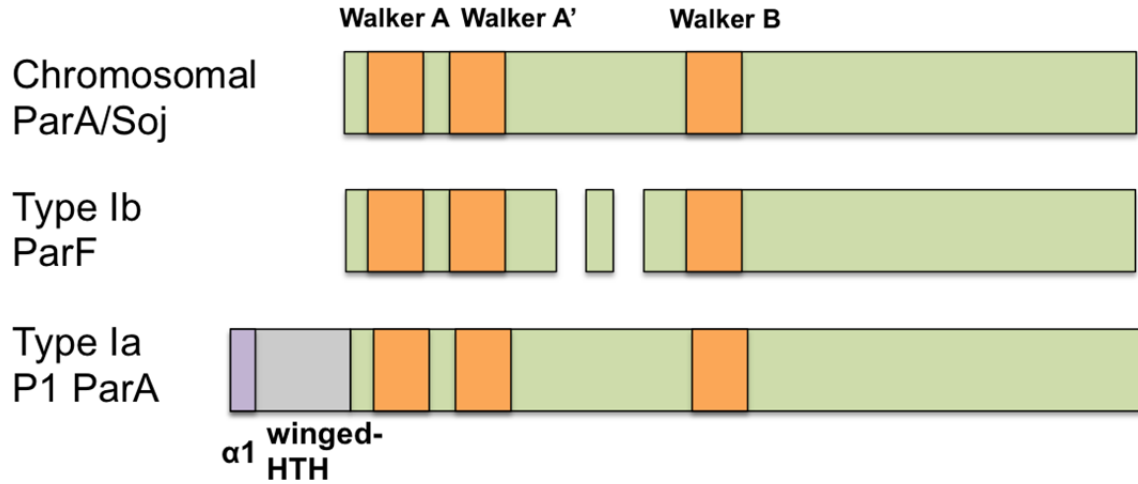 Walker A Walker A’ Walker B
Chromosomal
ParA/Soj
Type Ib
ParF
Type Ia
P1 ParA
α1 winged-
HTH